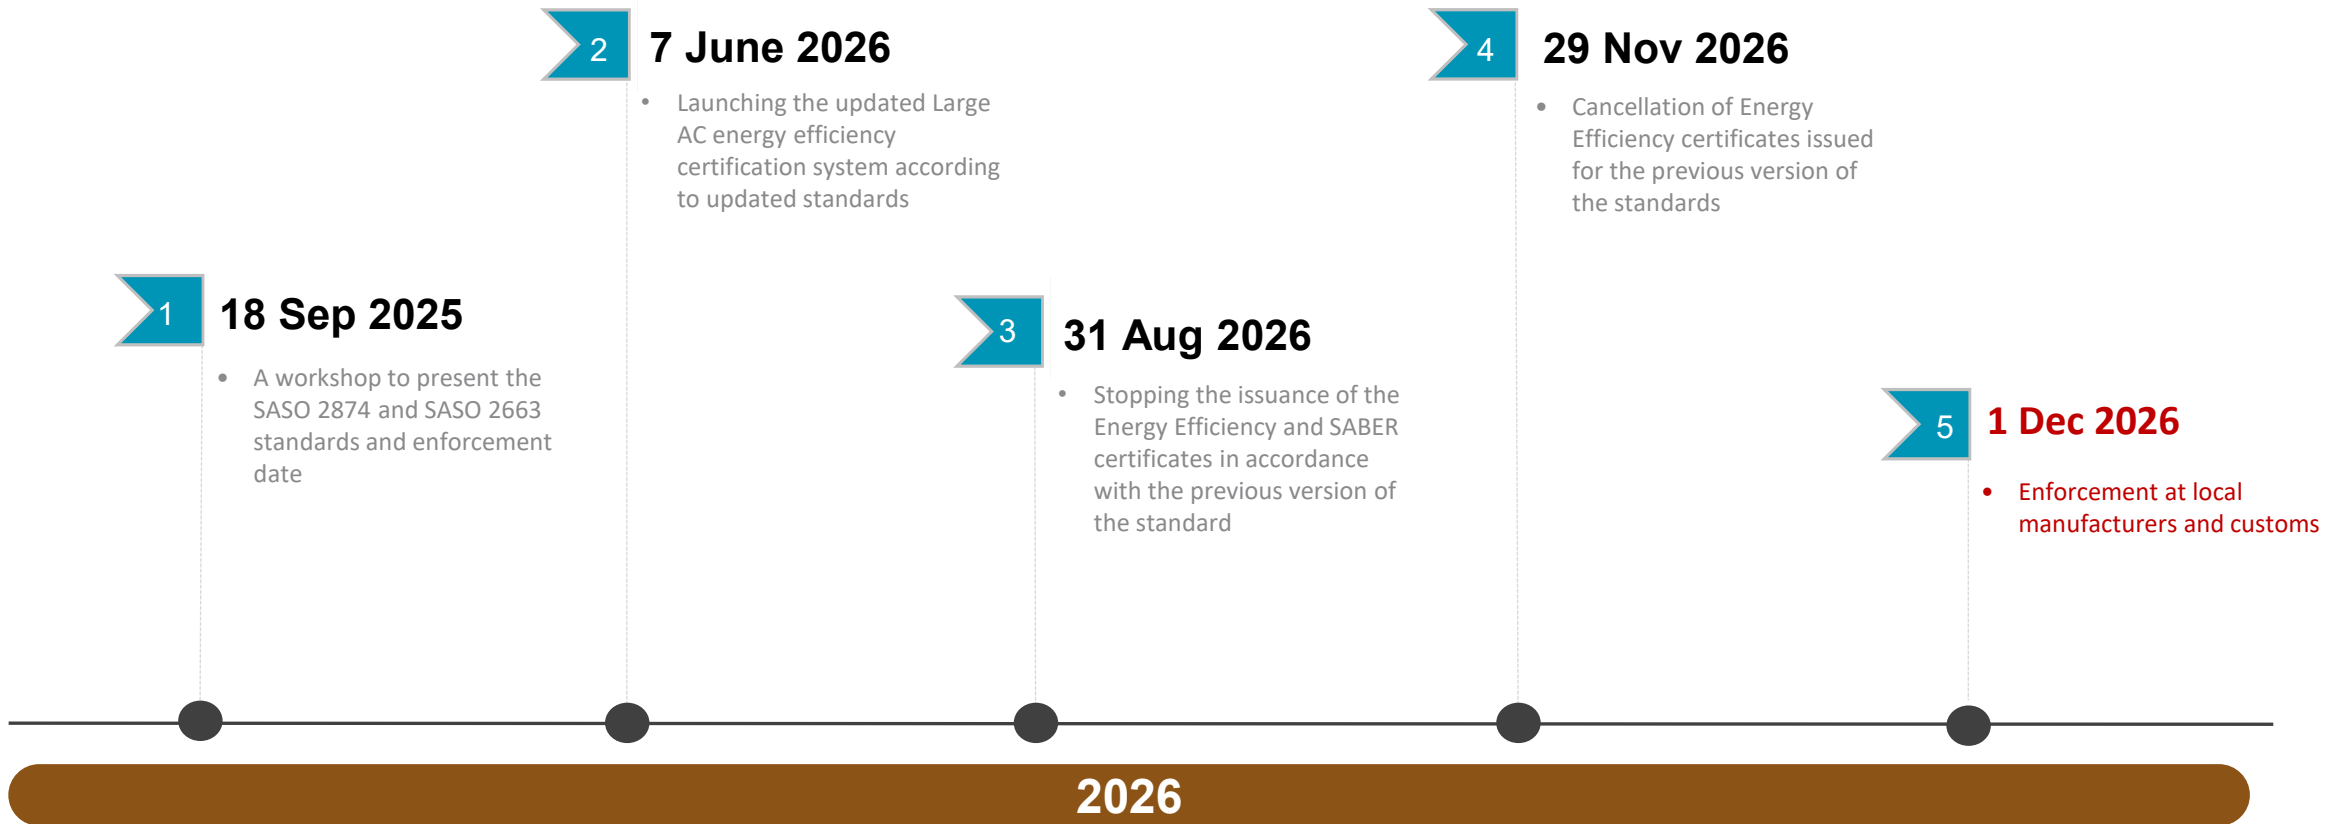 1
18 Sep 2025
• A workshop to present the
SASO 2874 and SASO 2663
standards and enforcement
date
2
7 June 2026
• Launching the updated Large
AC energy efficiency
certification system according
to updated standards
3
31 Aug 2026
• Stopping the issuance of the
Energy Efficiency and SABER
certificates in accordance
with the previous version of
the standard
4
29 Nov 2026
• Cancellation of Energy
Efficiency certificates issued
for the previous version of
the standards
5
1 Dec 2026
• Enforcement at local
manufacturers and customs
2026